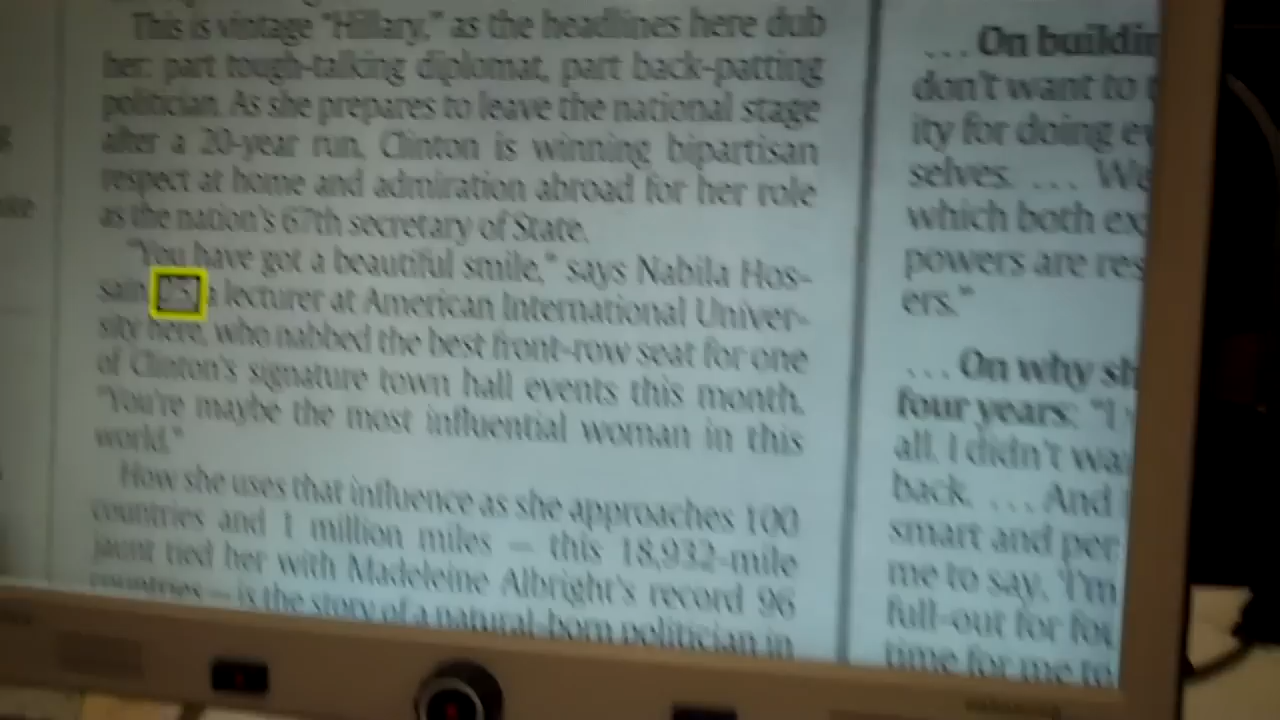 This is vintage "Hillary," as the headlines here dub
her: part tough-talking diplomat, part back-patting
politician. As she prepares to leave the national stage
after a 20-year run, Clinton is winning bipartisan
respect at home and admiration abroad for her role
as the nation's 67th secretary of State.
"You have got a beautiful smile," says Nabila Hos-
sain, 25, a lecturer at American International Univer-
sity here, who nabbed the best front-row seat for one
of Clinton's signature town hall events this month.
"You're maybe the most influential woman in this
world."
How she uses that influence as she approaches 100
countries and 1 million miles — this 18,932-mile
jaunt tied her with Madeleine Albright's record 96
countries — is the story of a natural-born politician in
... On buildin
don't want to t
ity for doing ev
selves. ... We
which both ex
powers are res
ers."
... On why sh
four years: "I
all. I didn't wa
back. ... And
smart and per
me to say, 'I'm
full-out for fou
time for me to